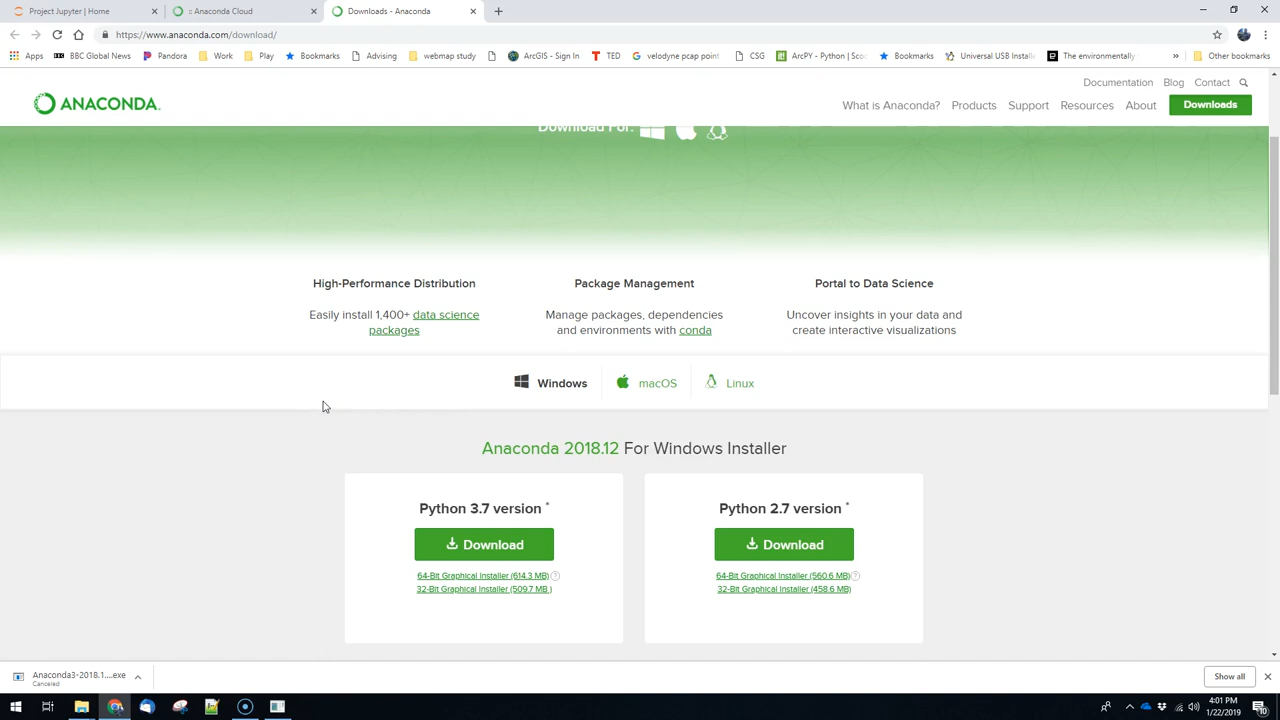 Project Jupyter | Home
:: Anaconda Cloud
Downloads - Anaconda
https://www.anaconda.com/download/
Apps
BBC Global News
Pandora
Work
Play
Bookmarks
Advising
webmap study
ArcGIS - Sign In
TED
velodyne pcap point
CSG
ArcPY - Python | Scoo
Bookmarks
Universal USB Installe
The environmentally
Other bookmarks
Documentation Blog Contact
ANACONDA.
What is Anaconda? Products Support Resources About Downloads
Download For:
High-Performance Distribution
Easily install 1,400+ data science
packages
Package Management
Manage packages, dependencies
and environments with conda
Portal to Data Science
Uncover insights in your data and
create interactive visualizations
Windows macOS Linux
Anaconda 2018.12 For Windows Installer
Python 3.7 version *
Download
64-Bit Graphical Installer (614.3 MB) ?
32-Bit Graphical Installer (509.7 MB )
Python 2.7 version *
Download
64-Bit Graphical Installer (560.6 MB) ?
32-Bit Graphical Installer (458.6 MB)
Anaconda3-2018.1....exe
Canceled
Show all
4:01 PM
1/22/2019
10